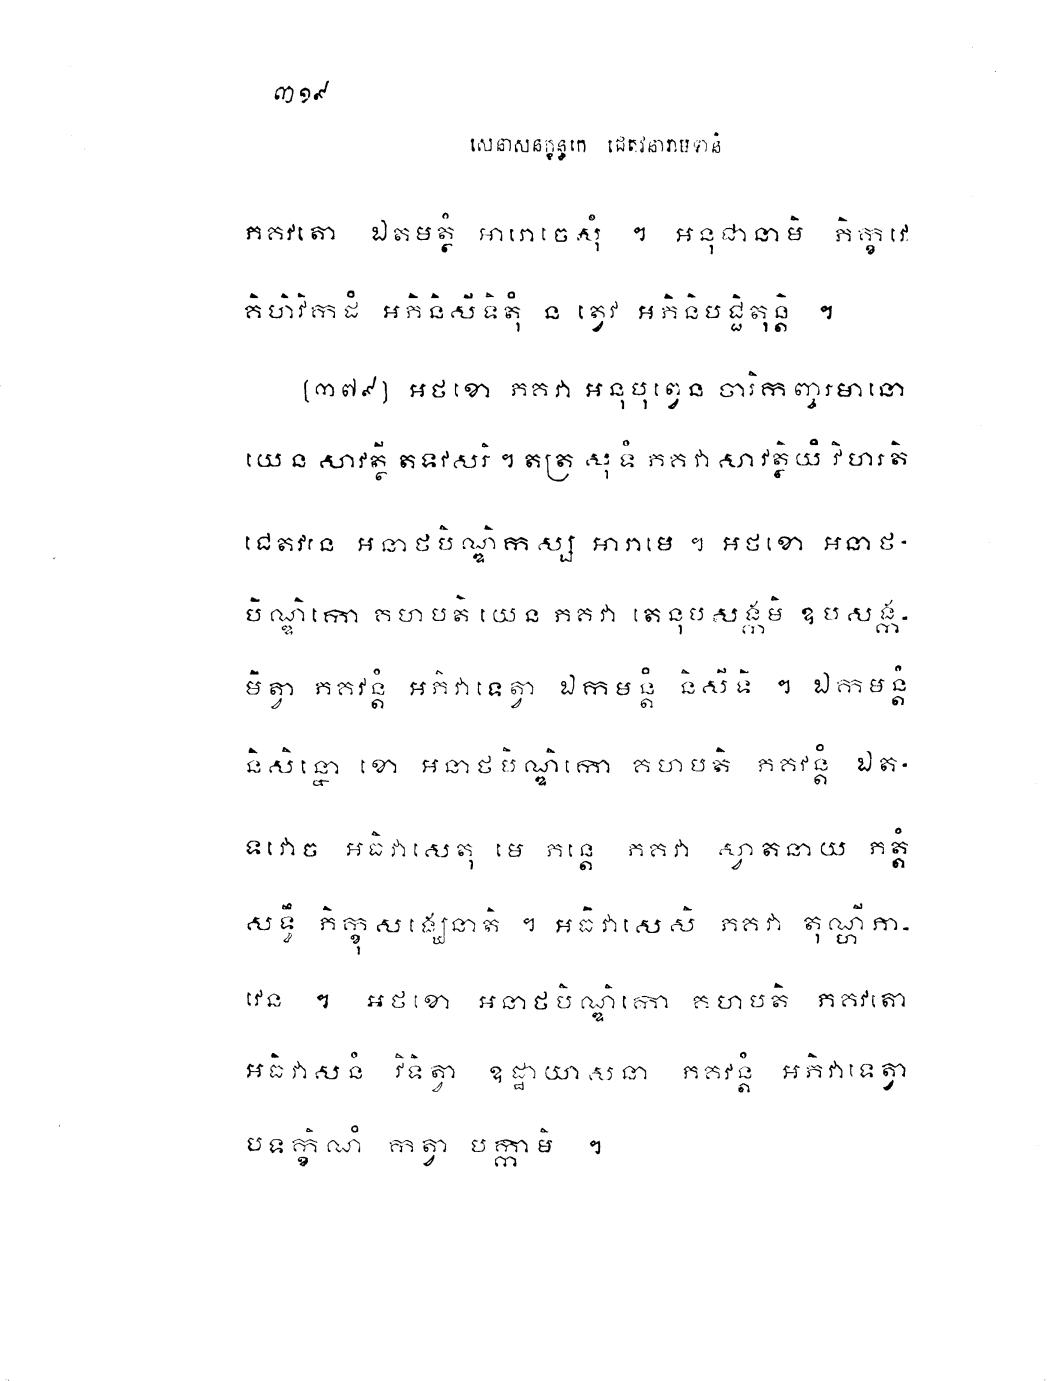 ៣១៩
សេនាសនក្ខន្ធកេ ជេតវនារាមទានំ
ភគវតោ ឯតមត្ថំ អារោចេសុំ ។ អនុជានាមិ ភិក្ខវេ
គិហិវិកដំ អភិនិសីទិតុំ ន ត្វេវ អភិនិបជ្ជិតុន្តិ ។
(៣៧៩) អថខោ ភគវា អនុបុព្វេន ចារិកញ្ចរមានោ
យេន សាវត្ថី តទវសរិ ។ តត្រ សុទំ ភគវា សាវត្ថិយំ វិហរតិ
ជេតវនេ អនាថបិណ្ឌិកស្ស អារាមេ ។ អថខោ អនាថ-
បិណ្ឌិកោ គហបតិ យេន ភគវា តេនុបសង្កមិ ឧបសង្ក-
មិត្វា ភគវន្តំ អភិវាទេត្វា ឯកមន្តំ និសីទិ ។ ឯកមន្តំ
និសិន្នោ ខោ អនាថបិណ្ឌិកោ គហបតិ ភគវន្តំ ឯត-
ទវោច អធិវាសេតុ មេ ភន្តេ ភគវា ស្វាតនាយ ភត្តំ
សទ្ធឹ ភិក្ខុសង្ឃេនាតិ ។ អធិវាសេសិ ភគវា តុណ្ហីភា-
វេន ។ អថខោ អនាថបិណ្ឌិកោ គហបតិ ភគវតោ
អធិវាសនំ វិទិត្វា ឧដ្ឋាយាសនា ភគវន្តំ អភិវាទេត្វា
បទក្ខិណំ កត្វា បក្កាមិ ។